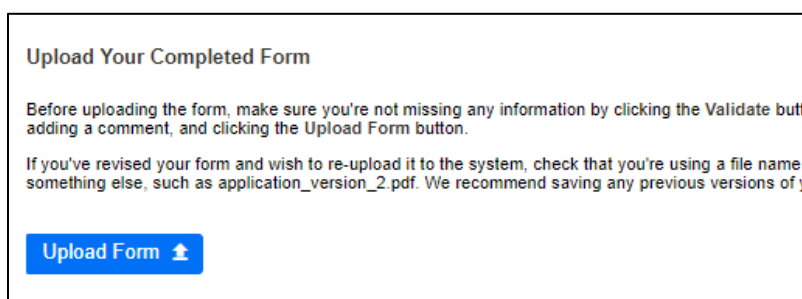 Upload Your Completed Form
Before uploading the form, make sure you're not missing any information by clicking the Validate
adding a comment, and clicking the Upload Form button.
If you've revised your form and wish to re-upload it to the system, check that you're using a file name
something else, such as application_version_2.pdf. We recommend saving any previous versions of
Upload Form